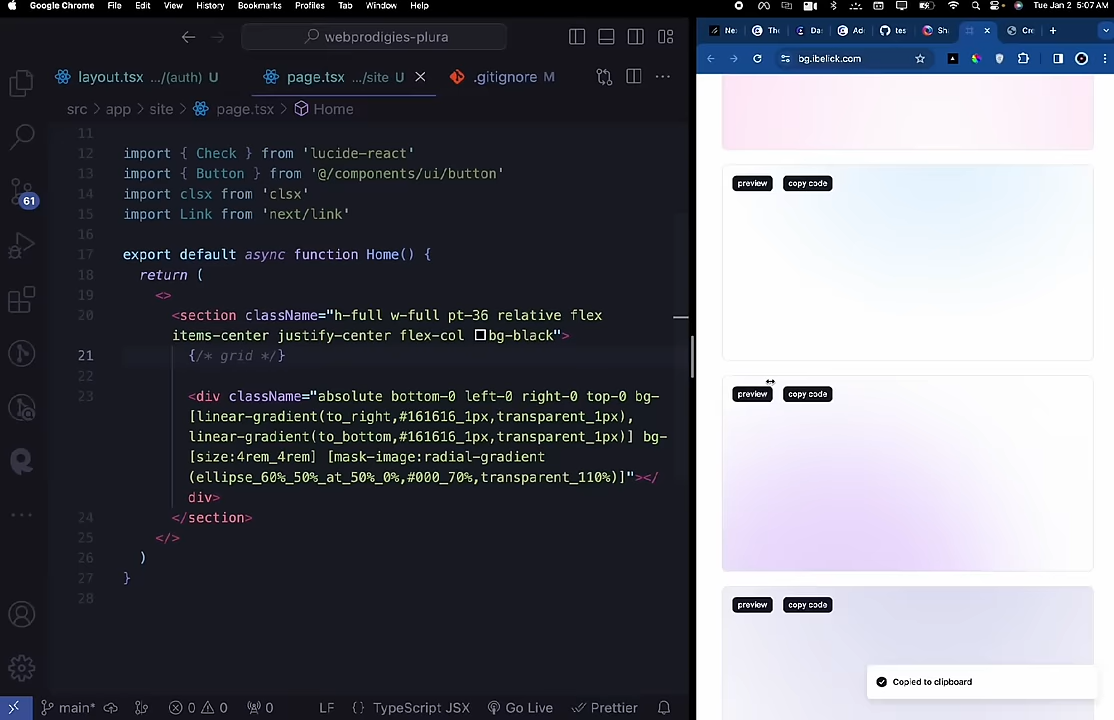 Google Chrome File Edit View History Bookmarks Profiles Tab Window Help Tue Jan 2 5:07 AM
webprodigies-plura
layout.tsx .../(auth) U page.tsx ...site U .gitignore M
src > app > site > page.tsx > Home
11
12 import { Check } from 'lucide-react'
13 import { Button } from '@/components/ui/button'
14 import clsx from 'clsx'
15 import Link from 'next/link'
16
17 export default async function Home() {
18 return (
19 <>
20 <section className="h-full w-full pt-36 relative flex
items-center justify-center flex-col bg-black">
21 {/* grid */}
22
23 <div className="absolute bottom-0 left-0 right-0 top-0 bg-
[linear-gradient(to_right,#161616_1px,transparent_1px),
linear-gradient(to_bottom,#161616_1px,transparent_1px)] bg-
[size:4rem_4rem] [mask-image:radial-gradient
(ellipse_60%_50%_at_50%_0%,#000_70%,transparent_110%)]"></
div>
24 </section>
25 </>
26 )
27 }
28
61
main* 0 0 0 LF {} TypeScript JSX Go Live Prettier
Ne The Da Ad tes Sh Cre
bg.ibelick.com
preview copy code
preview copy code
preview copy code
Copied to clipboard